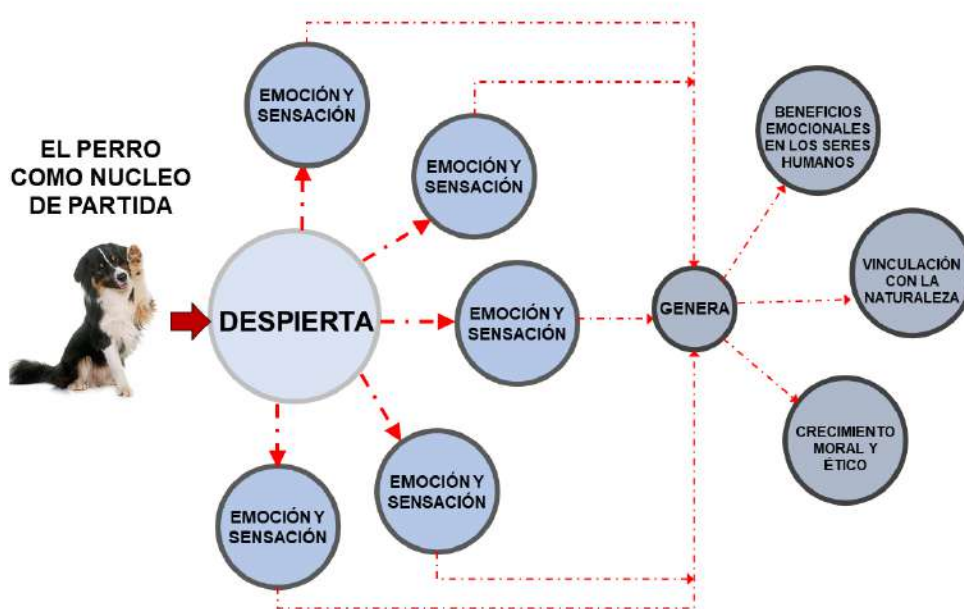 EL PERRO
COMO NUCLEO
DE PARTIDA
DESPIERTA
EMOCIÓN Y
SENSACIÓN
EMOCIÓN Y
SENSACIÓN
EMOCIÓN Y
SENSACIÓN
EMOCIÓN Y
SENSACIÓN
EMOCIÓN Y
SENSACIÓN
GENERA
BENEFICIOS
EMOCIONALES
EN LOS SERES
HUMANOS
VINCULACIÓN
CON LA
NATURALEZA
CRECIMIENTO
MORAL Y
ÉTICO